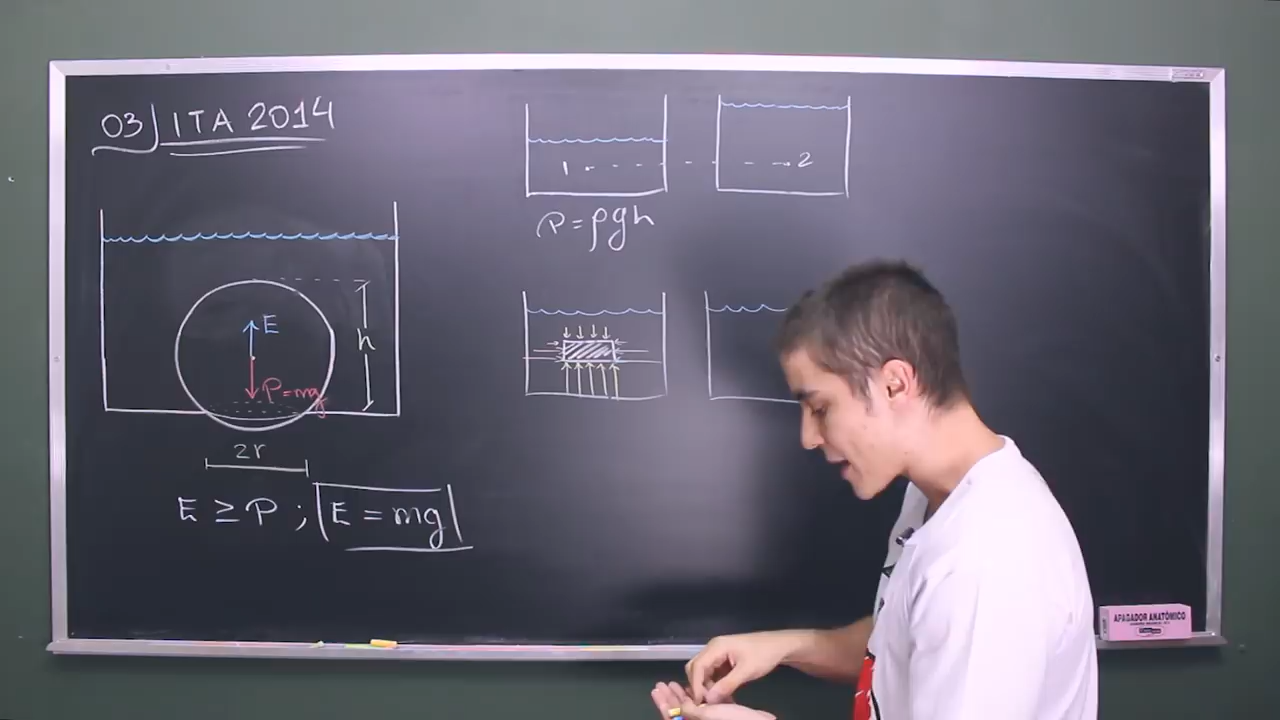 03) ITA 2014
1
2
P = ρgh
E
h
P = mg
2r
E ≥ P ; E = mg
APAGADOR ANATÔMICO